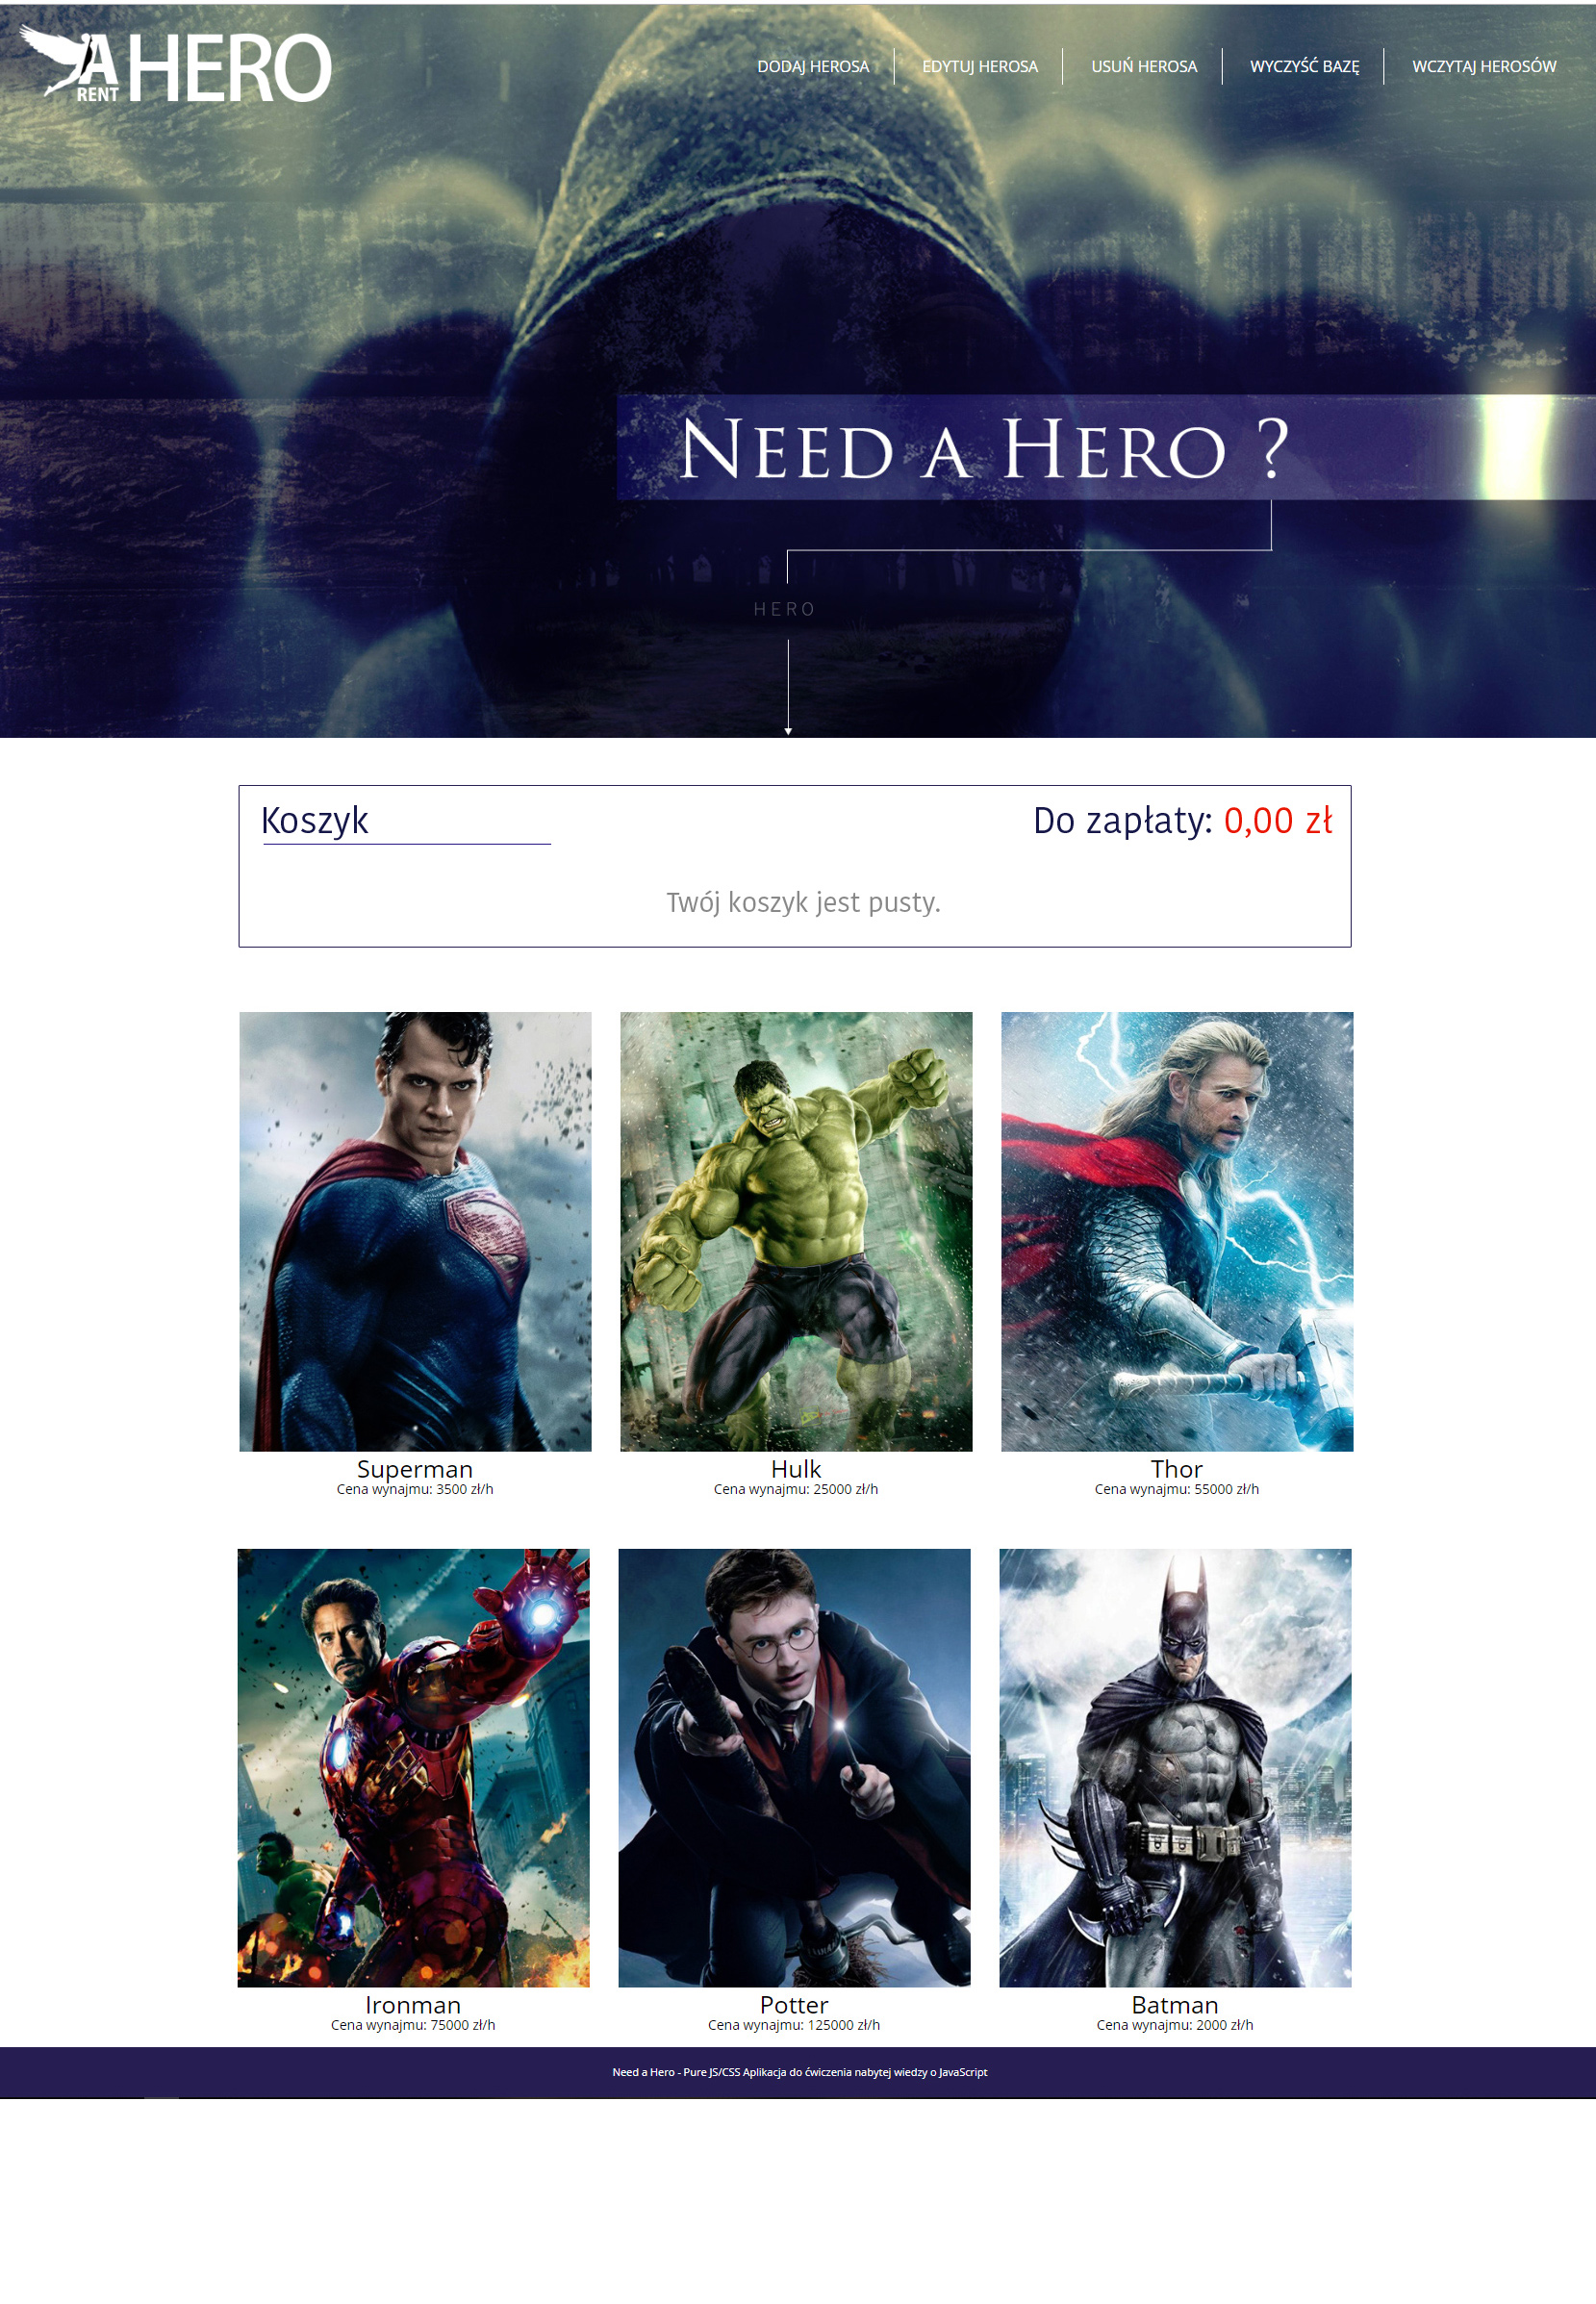 A HERO
RENT
DODAJ HEROSA
EDYTUJ HEROSA
USUŃ HEROSA
WYCZYŚĆ BAZĘ
WCZYTAJ HEROSÓW
NEED A HERO ?
HERO
Koszyk
Do zapłaty: 0,00 zł
Twój koszyk jest pusty.
Superman
Cena wynajmu: 3500 zł/h
Hulk
Cena wynajmu: 25000 zł/h
Thor
Cena wynajmu: 55000 zł/h
Ironman
Cena wynajmu: 75000 zł/h
Potter
Cena wynajmu: 125000 zł/h
Batman
Cena wynajmu: 2000 zł/h
Need a Hero - Pure JS/CSS Aplikacja do ćwiczenia nabytej wiedzy o JavaScript